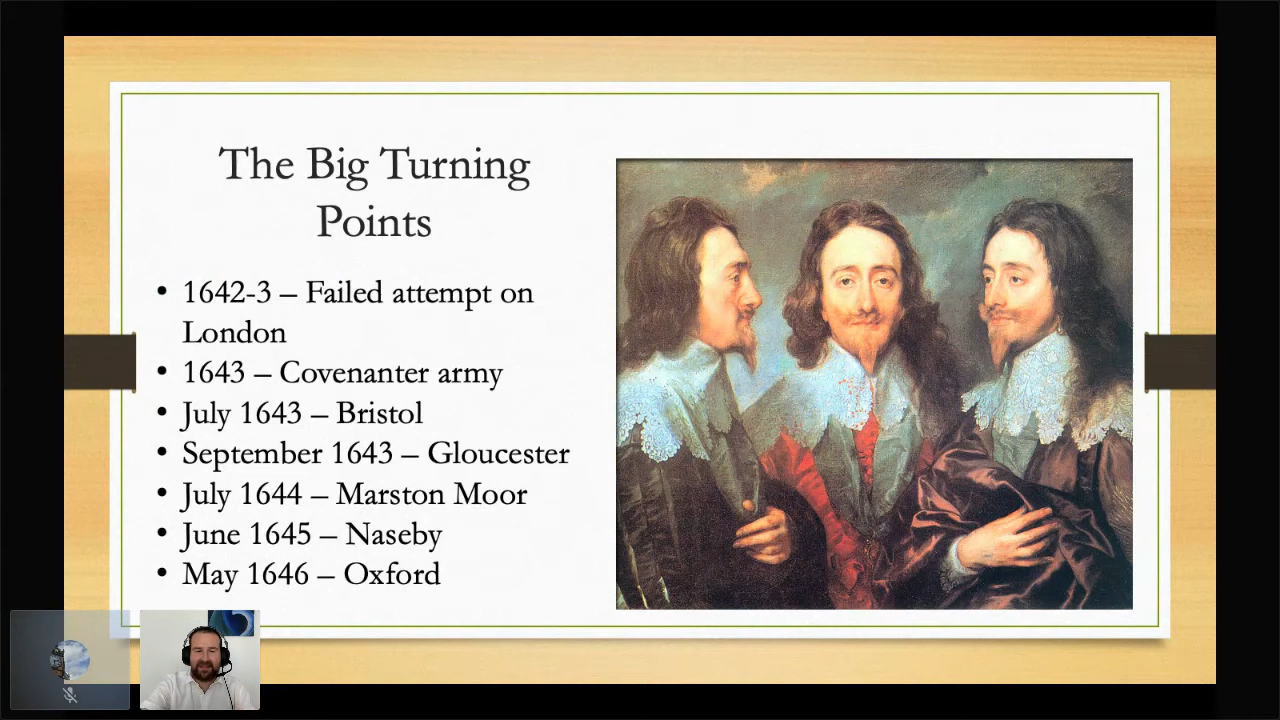 The Big Turning
Points
• 1642-3 – Failed attempt on
London
• 1643 – Covenanter army
• July 1643 – Bristol
• September 1643 – Gloucester
• July 1644 – Marston Moor
• June 1645 – Naseby
• May 1646 – Oxford